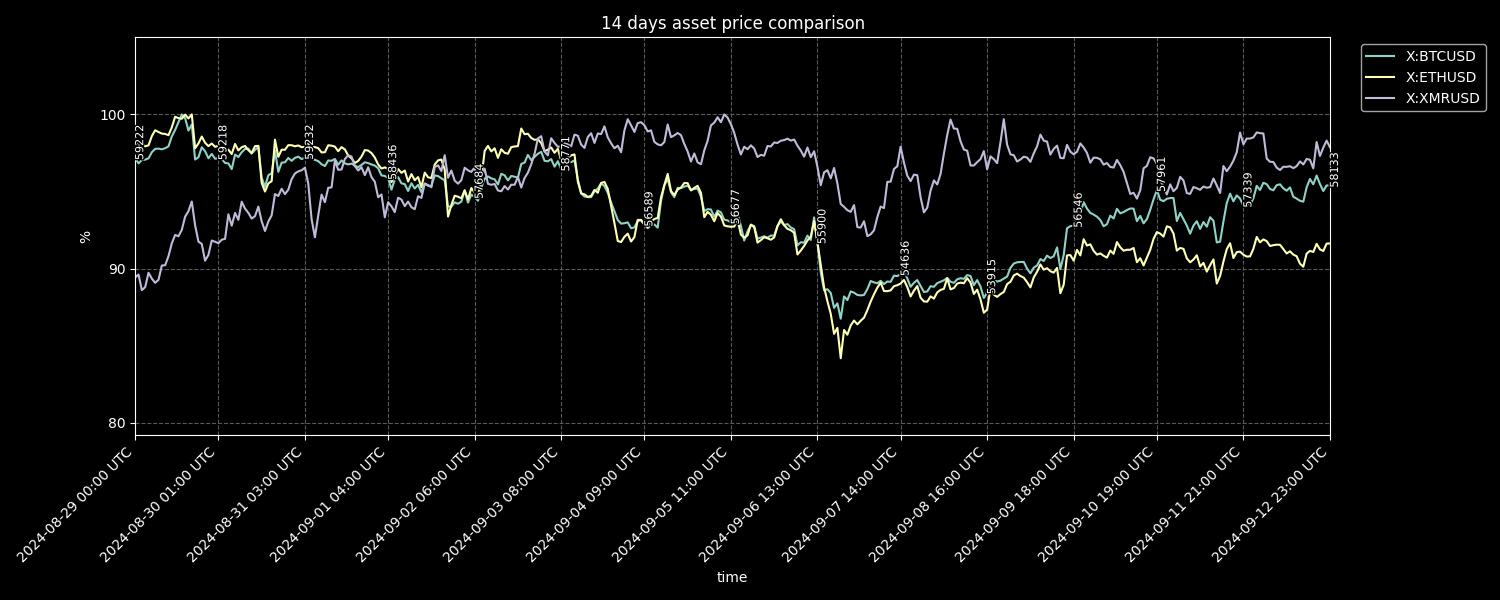 14 days asset price comparison
X:BTCUSD
X:ETHUSD
X:XMRUSD
100
90
80
%
59222
59218
59232
58436
57684
58771
56589
56677
55900
54636
53915
56546
57961
57339
58133
2024-08-29 00:00 UTC
2024-08-30 01:00 UTC
2024-08-31 03:00 UTC
2024-09-01 04:00 UTC
2024-09-02 06:00 UTC
2024-09-03 08:00 UTC
2024-09-04 09:00 UTC
2024-09-05 11:00 UTC
2024-09-06 13:00 UTC
2024-09-07 14:00 UTC
2024-09-08 16:00 UTC
2024-09-09 18:00 UTC
2024-09-10 19:00 UTC
2024-09-11 21:00 UTC
2024-09-12 23:00 UTC
time